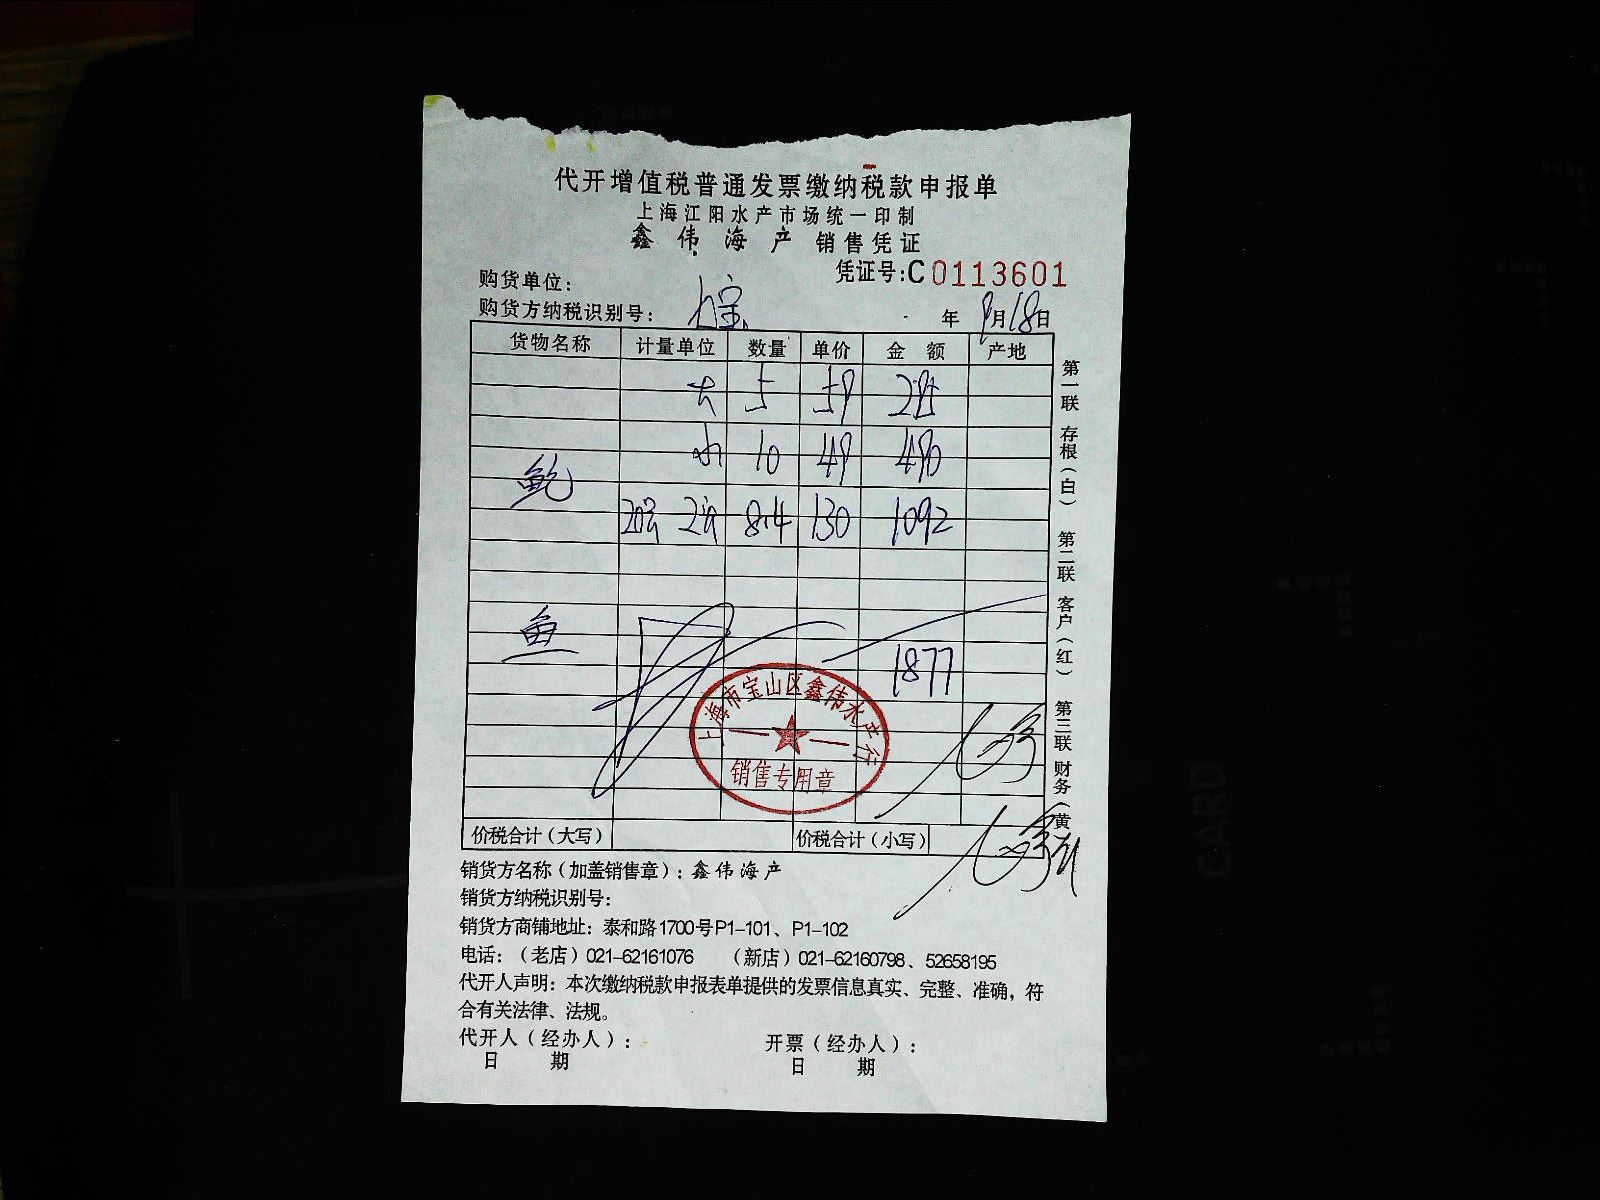 代开增值税普通发票缴纳税款申报单
上海江阳水产市场统一印制
鑫伟海产 销售凭证
凭证号:C0113601
购货单位:
购货方纳税识别号:
年 9月18日
货物名称 计量单位 数量 单价 金额 产地
大 5 59 295
小 10 49 490
鲍
8.4 130 1092
鱼
1877
上海市宝山区鑫伟水产行
销售专用章
价税合计(大写) 价税合计(小写)
第一联 存根(白) 第二联 客户(红) 第三联 财务(黄)
销货方名称(加盖销售章):鑫伟海产
销货方纳税识别号:
销货方商铺地址:泰和路1700号P1-101、P1-102
电话:(老店)021-62161076 (新店)021-62160798、52658195
代开人声明:本次缴纳税款申报表单提供的发票信息真实、完整、准确,符
合有关法律、法规。
代开人(经办人): 开票(经办人):
日 期 日 期
CARD